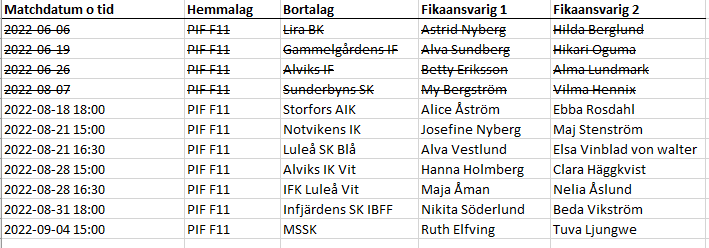 Matchdatum o tid Hemmalag Bortalag Fikaansvarig 1 Fikaansvarig 2
2022-06-06 PIF F11 Lira BK Astrid Nyberg Hilda Berglund
2022-06-19 PIF F11 Gammelgårdens IF Alva Sundberg Hikari Oguma
2022-06-26 PIF F11 Alviks IF Betty Eriksson Alma Lundmark
2022-08-07 PIF F11 Sunderbyns SK My Bergström Vilma Hennix
2022-08-18 18:00 PIF F11 Storfors AIK Alice Åström Ebba Rosdahl
2022-08-21 15:00 PIF F11 Notvikens IK Josefine Nyberg Maj Stenström
2022-08-21 16:30 PIF F11 Luleå SK Blå Alva Vestlund Elsa Vinblad von walter
2022-08-28 15:00 PIF F11 Alviks IK Vit Hanna Holmberg Clara Häggkvist
2022-08-28 16:30 PIF F11 IFK Luleå Vit Maja Åman Nelia Åslund
2022-08-31 18:00 PIF F11 Infjärdens SK IBFF Nikita Söderlund Beda Vikström
2022-09-04 15:00 PIF F11 MSSK Ruth Elfving Tuva Ljungwe